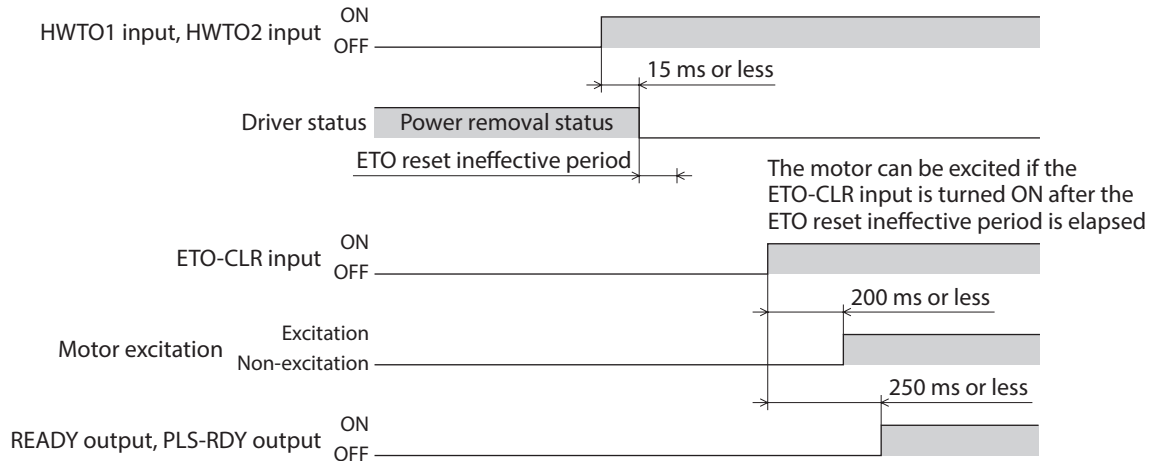 HWTO1 input, HWTO2 input
ON
OFF
15 ms or less
Driver status
Power removal status
ETO reset ineffective period
The motor can be excited if the
ETO-CLR input is turned ON after the
ETO reset ineffective period is elapsed
ETO-CLR input
ON
OFF
200 ms or less
Motor excitation
Excitation
Non-excitation
250 ms or less
READY output, PLS-RDY output
ON
OFF